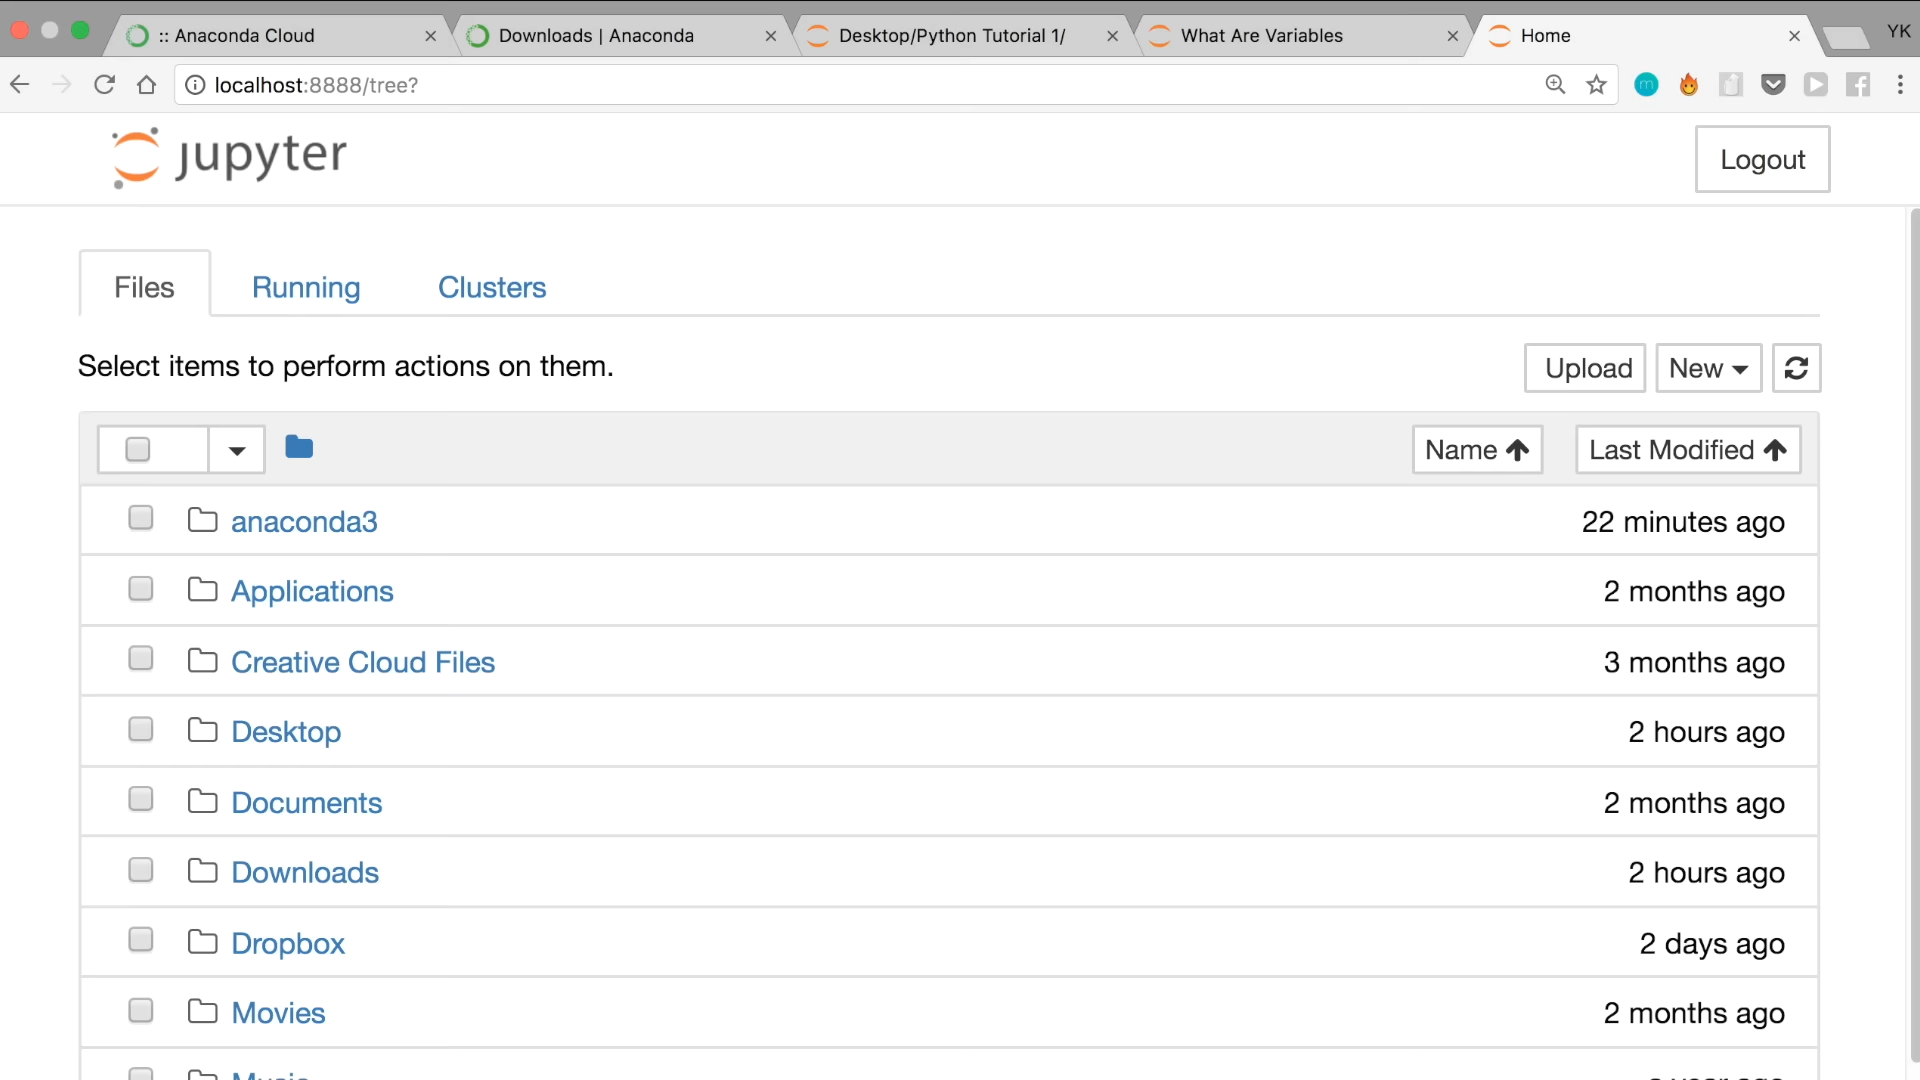 :: Anaconda Cloud
Downloads | Anaconda
Desktop/Python Tutorial 1/
What Are Variables
Home
YK
localhost:8888/tree?
m
jupyter
Logout
Files
Running
Clusters
Select items to perform actions on them.
Upload
New
Name
Last Modified
anaconda3
22 minutes ago
Applications
2 months ago
Creative Cloud Files
3 months ago
Desktop
2 hours ago
Documents
2 months ago
Downloads
2 hours ago
Dropbox
2 days ago
Movies
2 months ago